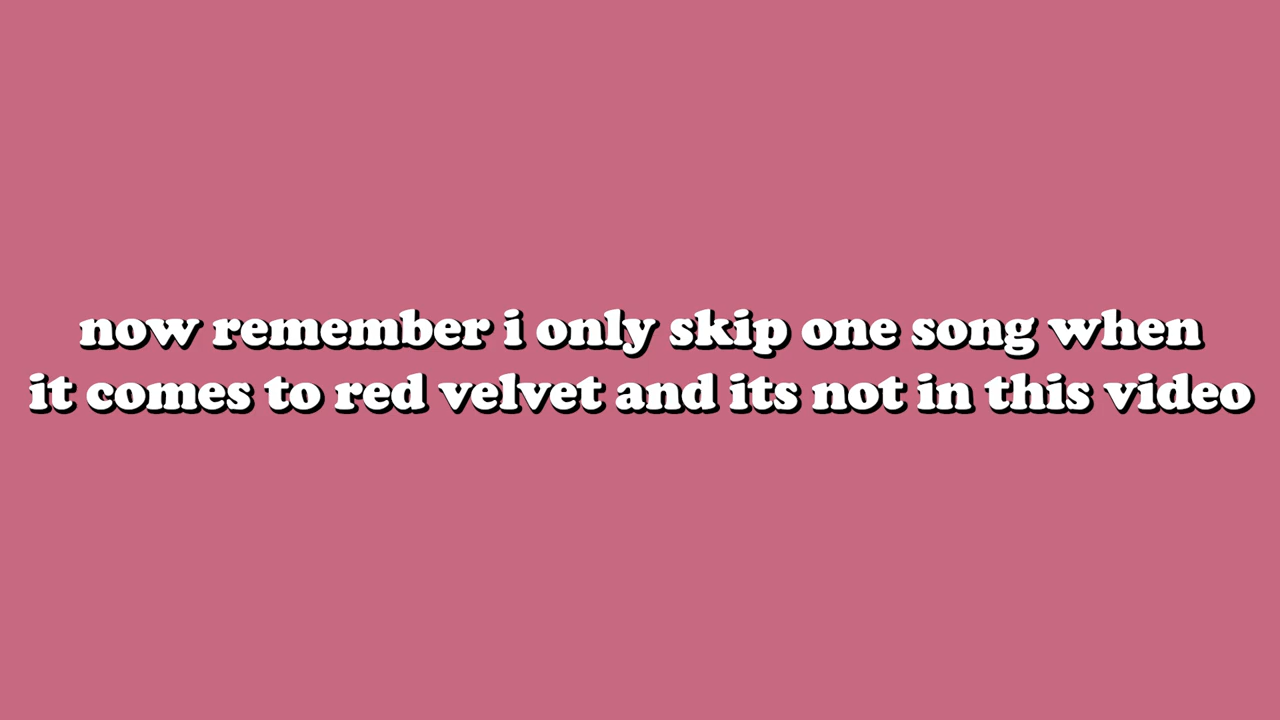 now remember i only skip one song when
it comes to red velvet and its not in this video